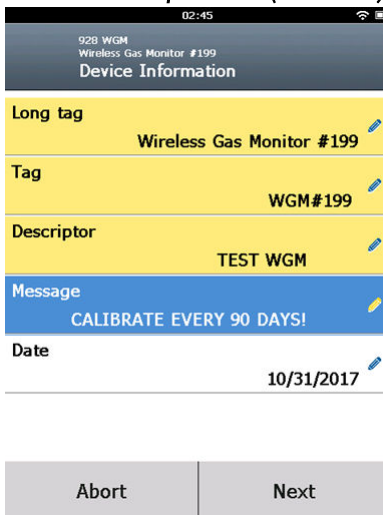 02:45
928 WGM
Wireless Gas Monitor #199
Device Information
Long tag
Wireless Gas Monitor #199
Tag
WGM#199
Descriptor
TEST WGM
Message
CALIBRATE EVERY 90 DAYS!
Date
10/31/2017
Abort Next